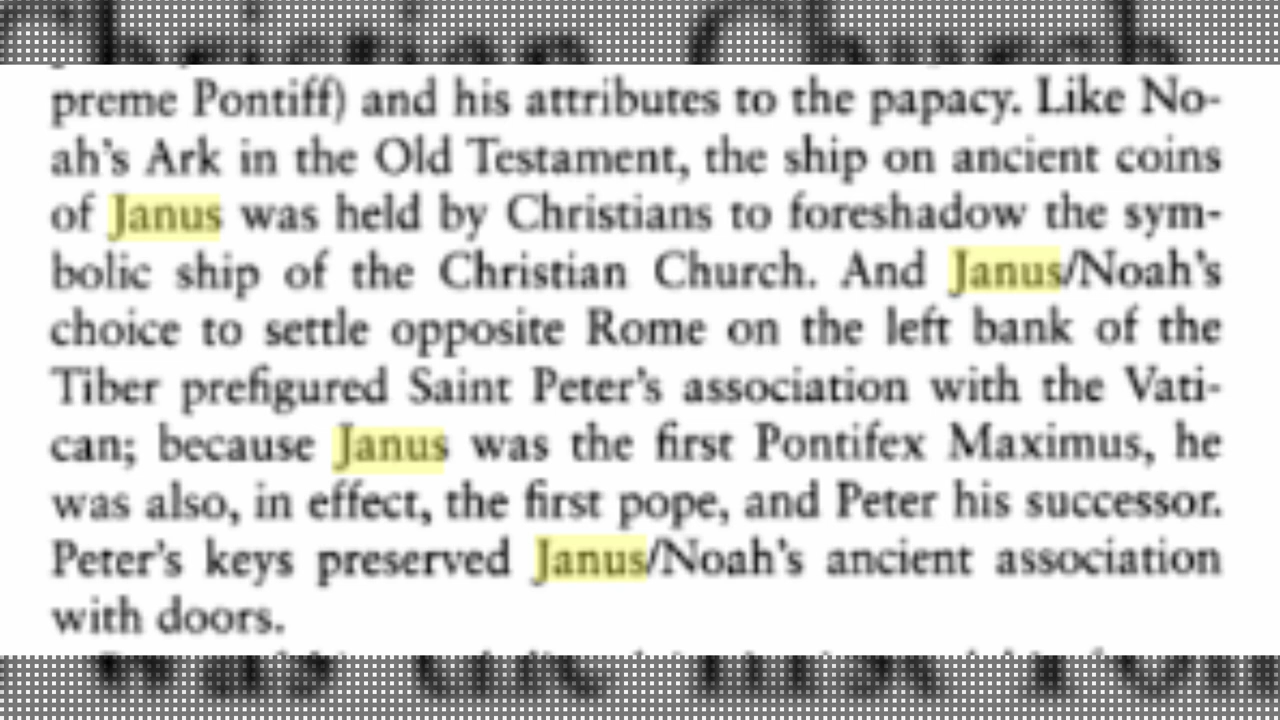 preme Pontiff) and his attributes to the papacy. Like No-
ah's Ark in the Old Testament, the ship on ancient coins
of Janus was held by Christians to foreshadow the sym-
bolic ship of the Christian Church. And Janus/Noah's
choice to settle opposite Rome on the left bank of the
Tiber prefigured Saint Peter's association with the Vati-
can; because Janus was the first Pontifex Maximus, he
was also, in effect, the first pope, and Peter his successor.
Peter's keys preserved Janus/Noah's ancient association
with doors.